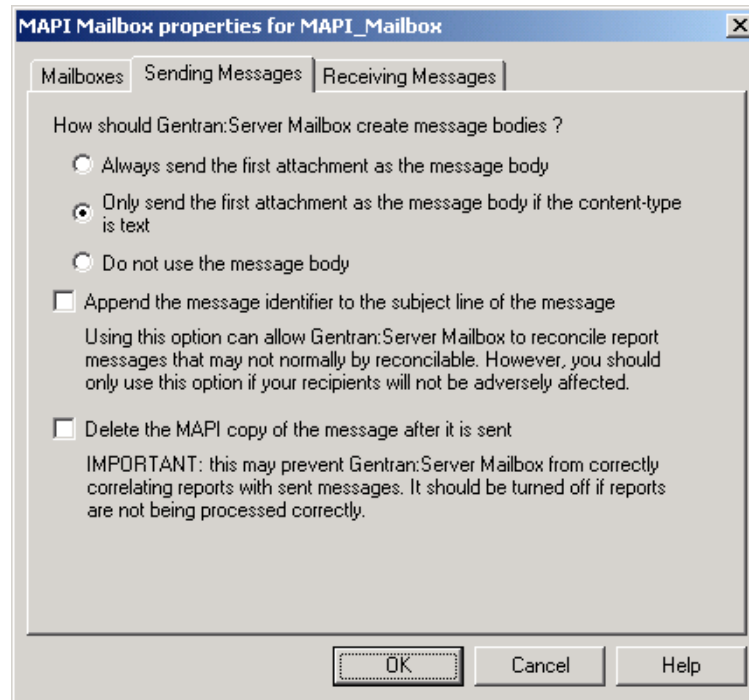 MAPI Mailbox properties for MAPI_Mailbox
Mailboxes
Sending Messages
Receiving Messages
How should Gentran:Server Mailbox create message bodies ?
Always send the first attachment as the message body
Only send the first attachment as the message body if the content-type
is text
Do not use the message body
Append the message identifier to the subject line of the message
Using this option can allow Gentran:Server Mailbox to reconcile report
messages that may not normally by reconcilable. However, you should
only use this option if your recipients will not be adversely affected.
Delete the MAPI copy of the message after it is sent
IMPORTANT: this may prevent Gentran:Server Mailbox from correctly
correlating reports with sent messages. It should be turned off if reports
are not being processed correctly.
OK
Cancel
Help